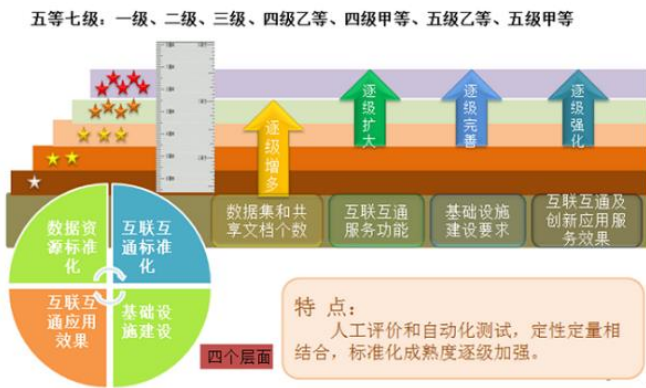 五等七级：一级、二级、三级、四级乙等、四级甲等、五级乙等、五级甲等
逐级增多
逐级扩大
逐级完善
逐级强化
数据集和共
享文档个数
互联互通
服务功能
基础设施
建设要求
互联互通及
创新应用服
务效果
数据资
源标准
化
互联互
通标准
化
互联互
通应用
效果
基础设
施建设
四个层面
特 点：
人工评价和自动化测试，定性定量相
结合，标准化成熟度逐级加强。